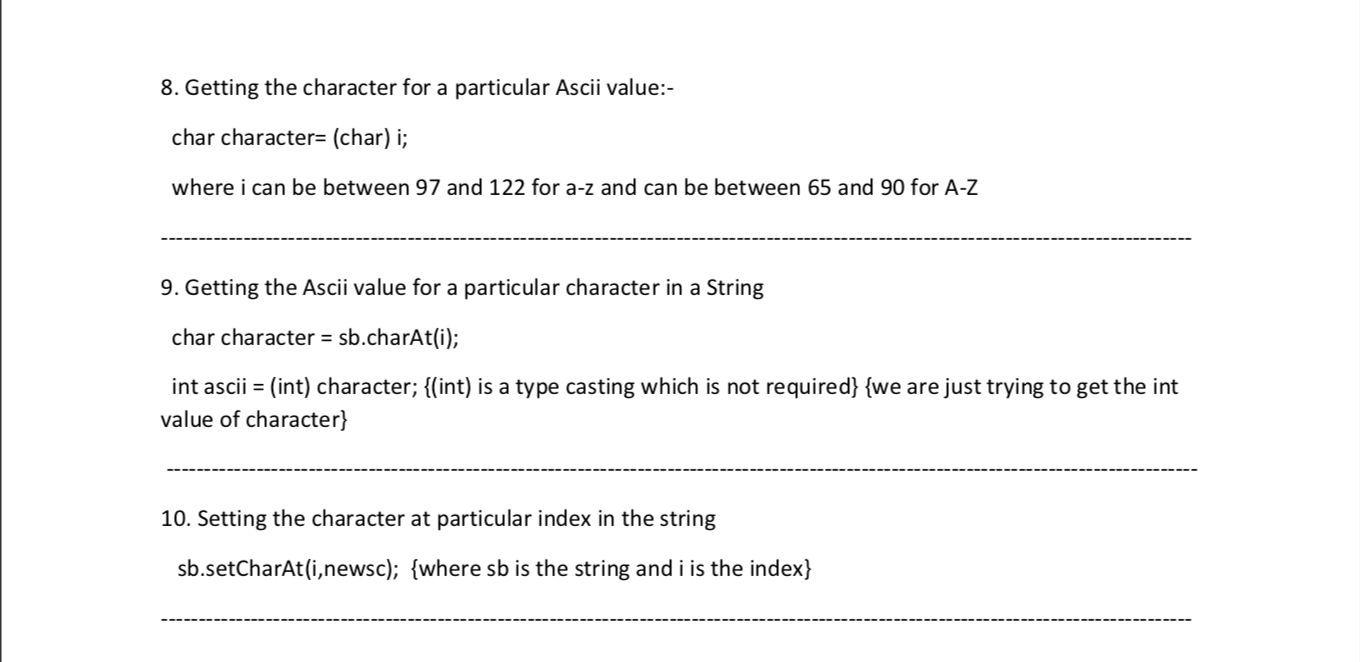 8. Getting the character for a particular Ascii value:-
char character= (char) i;
where i can be between 97 and 122 for a-z and can be between 65 and 90 for A-Z
--------------------------------------------------------------------------------------------------------------------------------------------
9. Getting the Ascii value for a particular character in a String
char character = sb.charAt(i);
int ascii = (int) character; {(int) is a type casting which is not required} {we are just trying to get the int
value of character}
--------------------------------------------------------------------------------------------------------------------------------------------
10. Setting the character at particular index in the string
sb.setCharAt(i,newsc);  {where sb is the string and i is the index}
--------------------------------------------------------------------------------------------------------------------------------------------